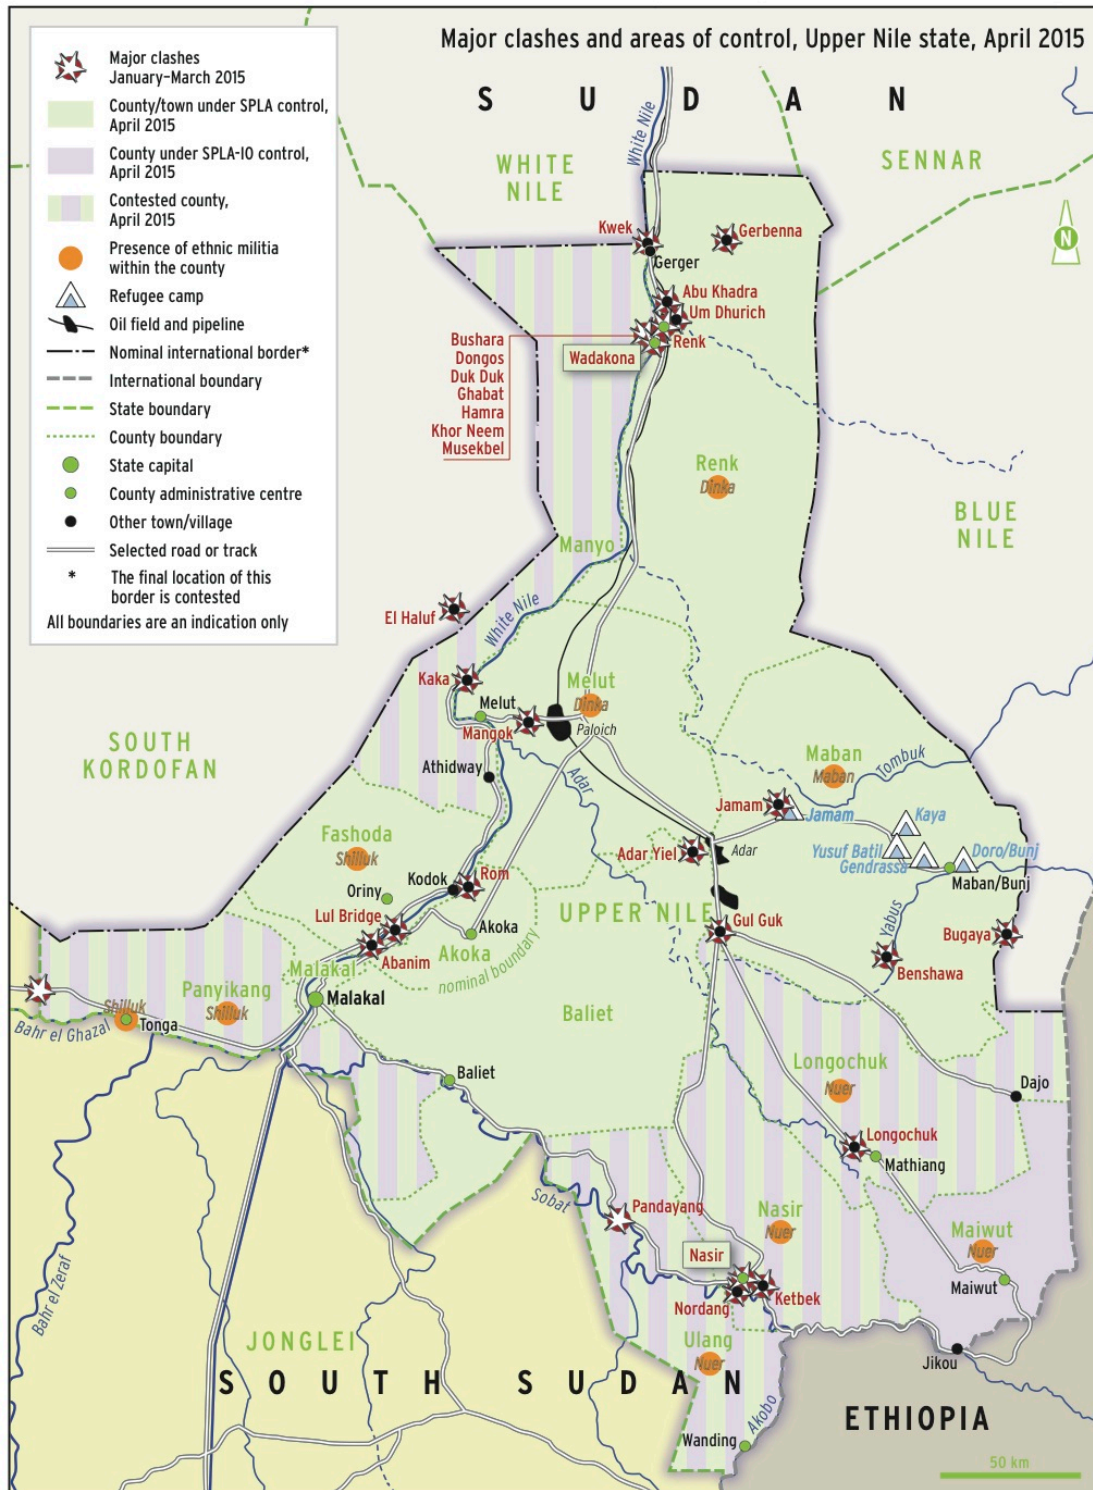 Major clashes and areas of control, Upper Nile state, April 2015
Major clashes
January–March 2015
County/town under SPLA control,
April 2015
County under SPLA-IO control,
April 2015
Contested county,
April 2015
Presence of ethnic militia
within the county
Refugee camp
Oil field and pipeline
Nominal international border*
International boundary
State boundary
County boundary
State capital
County administrative centre
Other town/village
Selected road or track
* The final location of this
border is contested
All boundaries are an indication only
S U D A N
White Nile
WHITE
NILE
SENNAR
N
Kwek
Gerbenna
Gerger
Abu Khadra
Um Dhurich
Renk
Wadakona
Bushara
Dongos
Duk Duk
Ghabat
Hamra
Khor Neem
Musekbel
Renk
Dinka
BLUE
NILE
Manyo
El Haluf
White Nile
Kaka
Melut
Melut
Dinka
Mangok
Paloich
SOUTH
KORDOFAN
Athidway
Adar
Maban
Maban
Tombuk
Jamam
Jamam
Kaya
Fashoda
Shilluk
Adar Yiel
Adar
Yusuf Batil
Gendrassa
Doro/Bunj
Maban/Bunj
Oriny
Kodok
Rom
Lul Bridge
UPPER NILE
Gul Guk
Yabus
Bugaya
Akoka
Akoka
Abanim
nominal boundary
Benshawa
Malakal
Malakal
Panyikang
Shilluk
Shilluk
Tonga
Bahr el Ghazal
Baliet
Longochuk
Nuer
Baliet
Dajo
Longochuk
Mathiang
Sobat
Pandayang
Nasir
Nuer
Maiwut
Nuer
Nasir
Maiwut
Bahr el Zeraf
Nordang
Ketbek
JONGLEI
Ulang
Nuer
Jikou
SOUTH SUDAN
Akobo
ETHIOPIA
Wanding
50 km